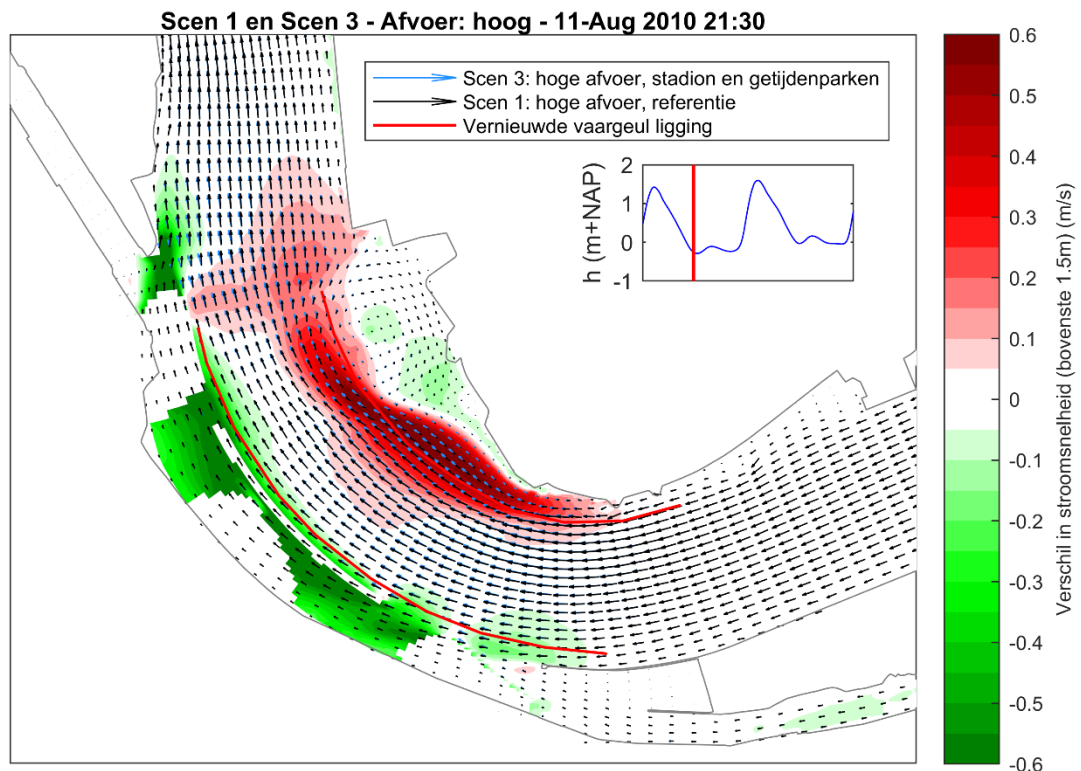 Scen 1 en Scen 3 - Afvoer: hoog - 11-Aug 2010 21:30
Scen 3: hoge afvoer, stadion en getijdenparken
Scen 1: hoge afvoer, referentie
Vernieuwde vaargeul ligging
h (m+NAP)
2
1
0
-1
0.6
0.5
0.4
0.3
0.2
0.1
0
-0.1
-0.2
-0.3
-0.4
-0.5
-0.6
Verschil in stroomsnelheid (bovenste 1.5m) (m/s)